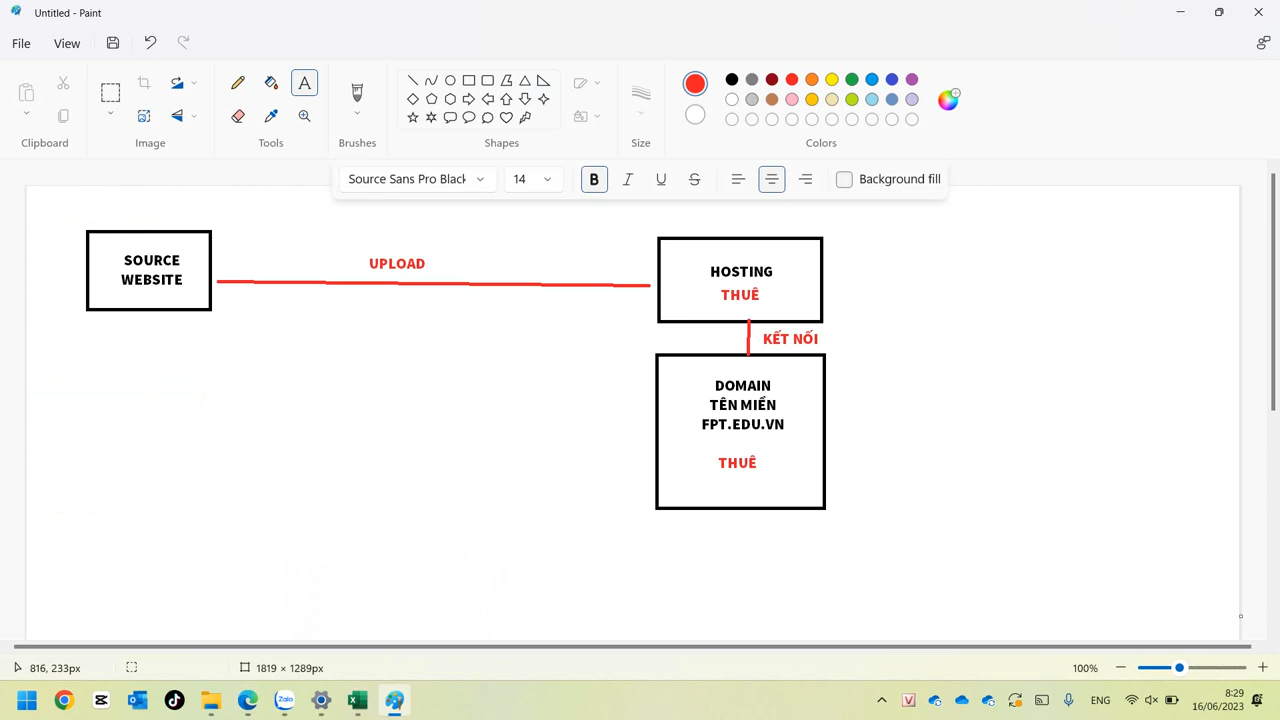 Untitled - Paint
File
View
Clipboard
Image
Tools
Brushes
Shapes
Size
Colors
Source Sans Pro Black
14
B
I
U
S
Background fill
SOURCE
WEBSITE
UPLOAD
HOSTING
THUÊ
KẾT NỐI
DOMAIN
TÊN MIỀN
FPT.EDU.VN
THUÊ
816, 233px
1819 × 1289px
100%
Zalo
V
ENG
8:29
16/06/2023